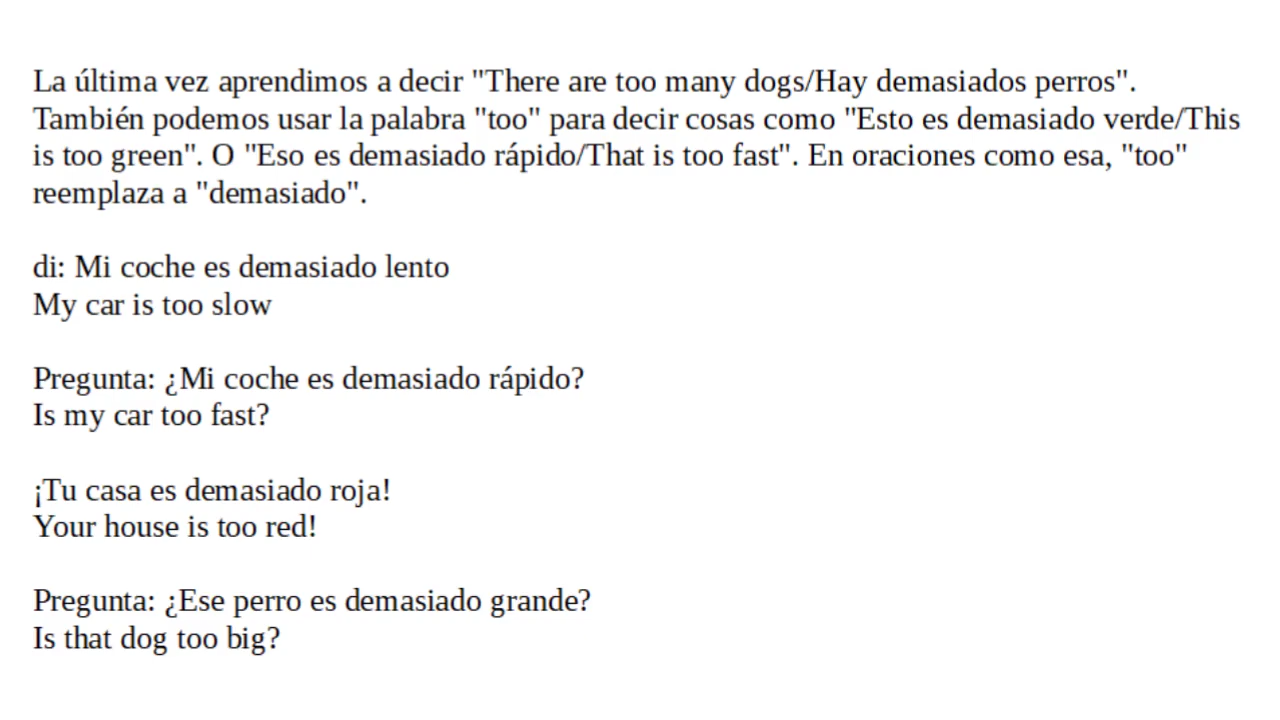 La última vez aprendimos a decir "There are too many dogs/Hay demasiados perros".
También podemos usar la palabra "too" para decir cosas como "Esto es demasiado verde/This
is too green". O "Eso es demasiado rápido/That is too fast". En oraciones como esa, "too"
reemplaza a "demasiado".
di: Mi coche es demasiado lento
My car is too slow
Pregunta: ¿Mi coche es demasiado rápido?
Is my car too fast?
¡Tu casa es demasiado roja!
Your house is too red!
Pregunta: ¿Ese perro es demasiado grande?
Is that dog too big?